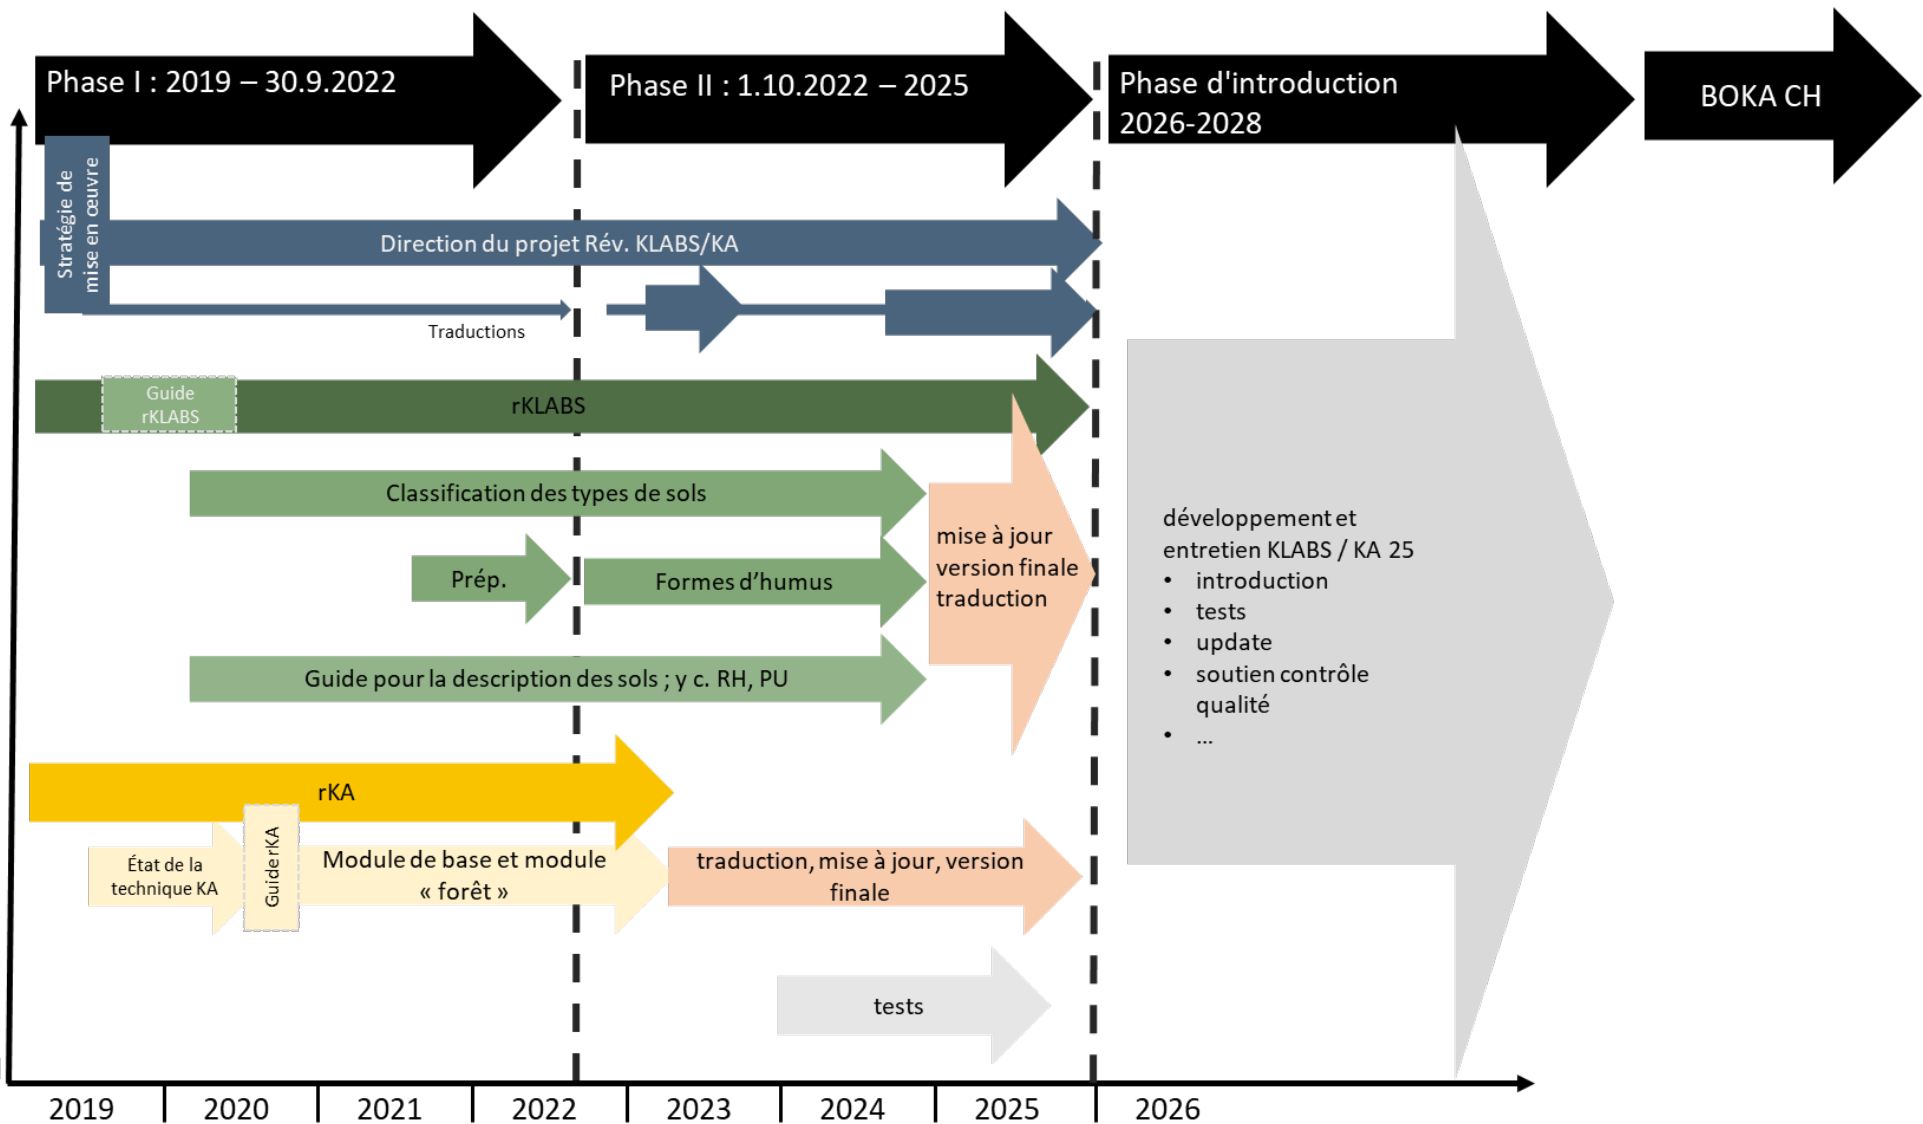 Phase I : 2019 – 30.9.2022
Phase II : 1.10.2022 – 2025
Phase d'introduction
2026-2028
BOKA CH
Stratégie de
mise en œuvre
Direction du projet Rév. KLABS/KA
Traductions
Guide
rKLABS
rKLABS
Classification des types de sols
Prép.
Formes d’humus
Guide pour la description des sols ; y c. RH, PU
mise à jour
version finale
traduction
développement et
entretien KLABS / KA 25
• introduction
• tests
• update
• soutien contrôle
qualité
• ...
rKA
État de la
technique KA
Guide rKA
Module de base et module
« forêt »
traduction, mise à jour, version
finale
tests
2019
2020
2021
2022
2023
2024
2025
2026